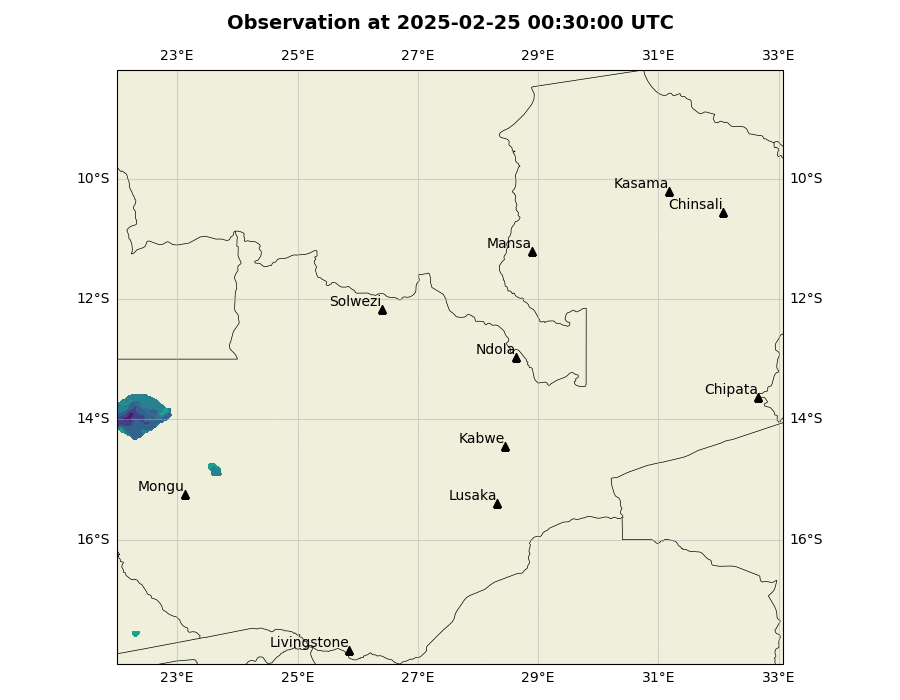 Observation at 2025-02-25 00:30:00 UTC
23°E 25°E 27°E 29°E 31°E 33°E
10°S 10°S
Kasama
Chinsali
Mansa
12°S 12°S
Solwezi
Ndola
Chipata
14°S 14°S
Kabwe
Mongu
Lusaka
16°S 16°S
Livingstone
23°E 25°E 27°E 29°E 31°E 33°E